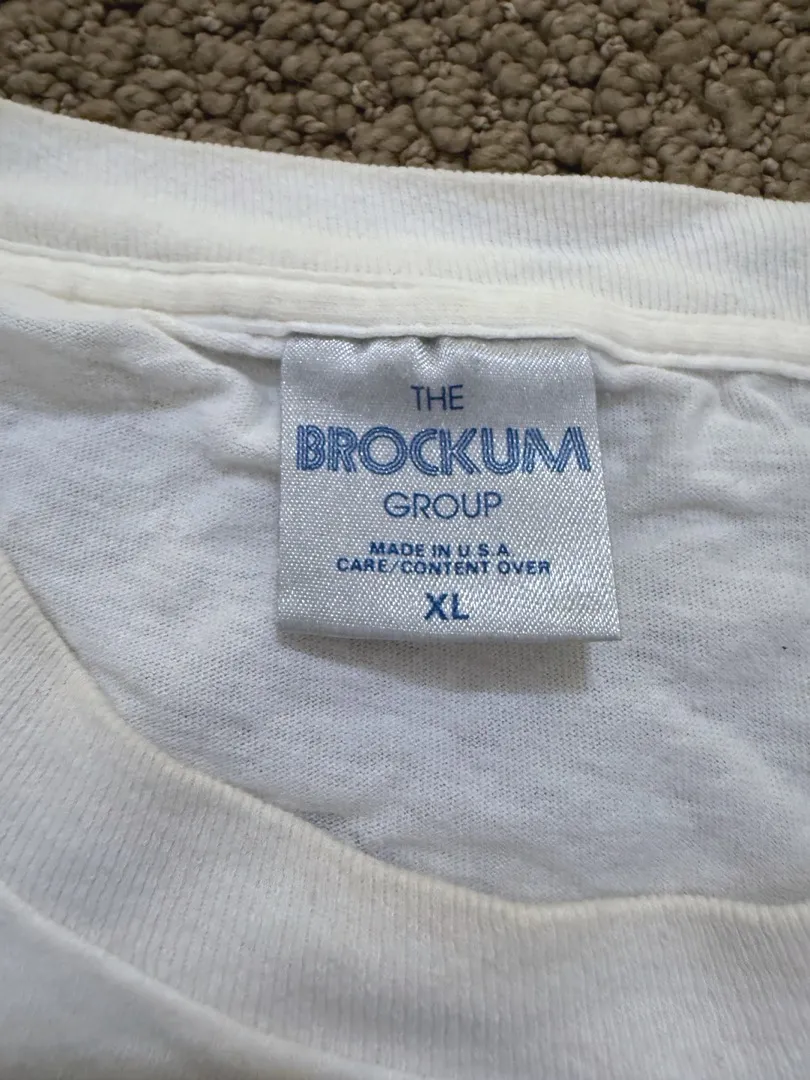 THE
BROCKUM
GROUP
MADE IN U S A
CARE/CONTENT OVER
XL